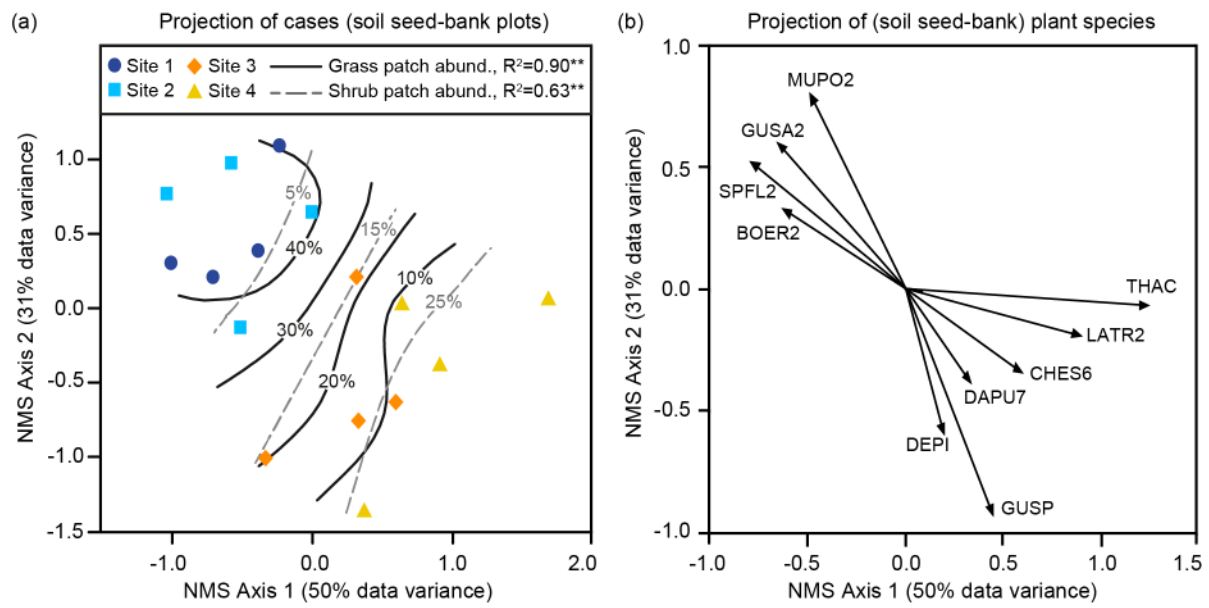 (a) Projection of cases (soil seed-bank plots)
Site 1 Site 3 Grass patch abund., R²=0.90**
Site 2 Site 4 Shrub patch abund., R²=0.63**
NMS Axis 2 (31% data variance)
1.0
0.5
0.0
-0.5
-1.0
-1.5
5%
15%
40%
10%
25%
30%
20%
-1.0 0.0 1.0 2.0
NMS Axis 1 (50% data variance)
(b) Projection of (soil seed-bank) plant species
NMS Axis 2 (31% data variance)
1.0
0.5
0.0
-0.5
-1.0
MUPO2
GUSA2
SPFL2
BOER2
THAC
LATR2
CHES6
DAPU7
DEPI
GUSP
-1.0 -0.5 0.0 0.5 1.0 1.5
NMS Axis 1 (50% data variance)